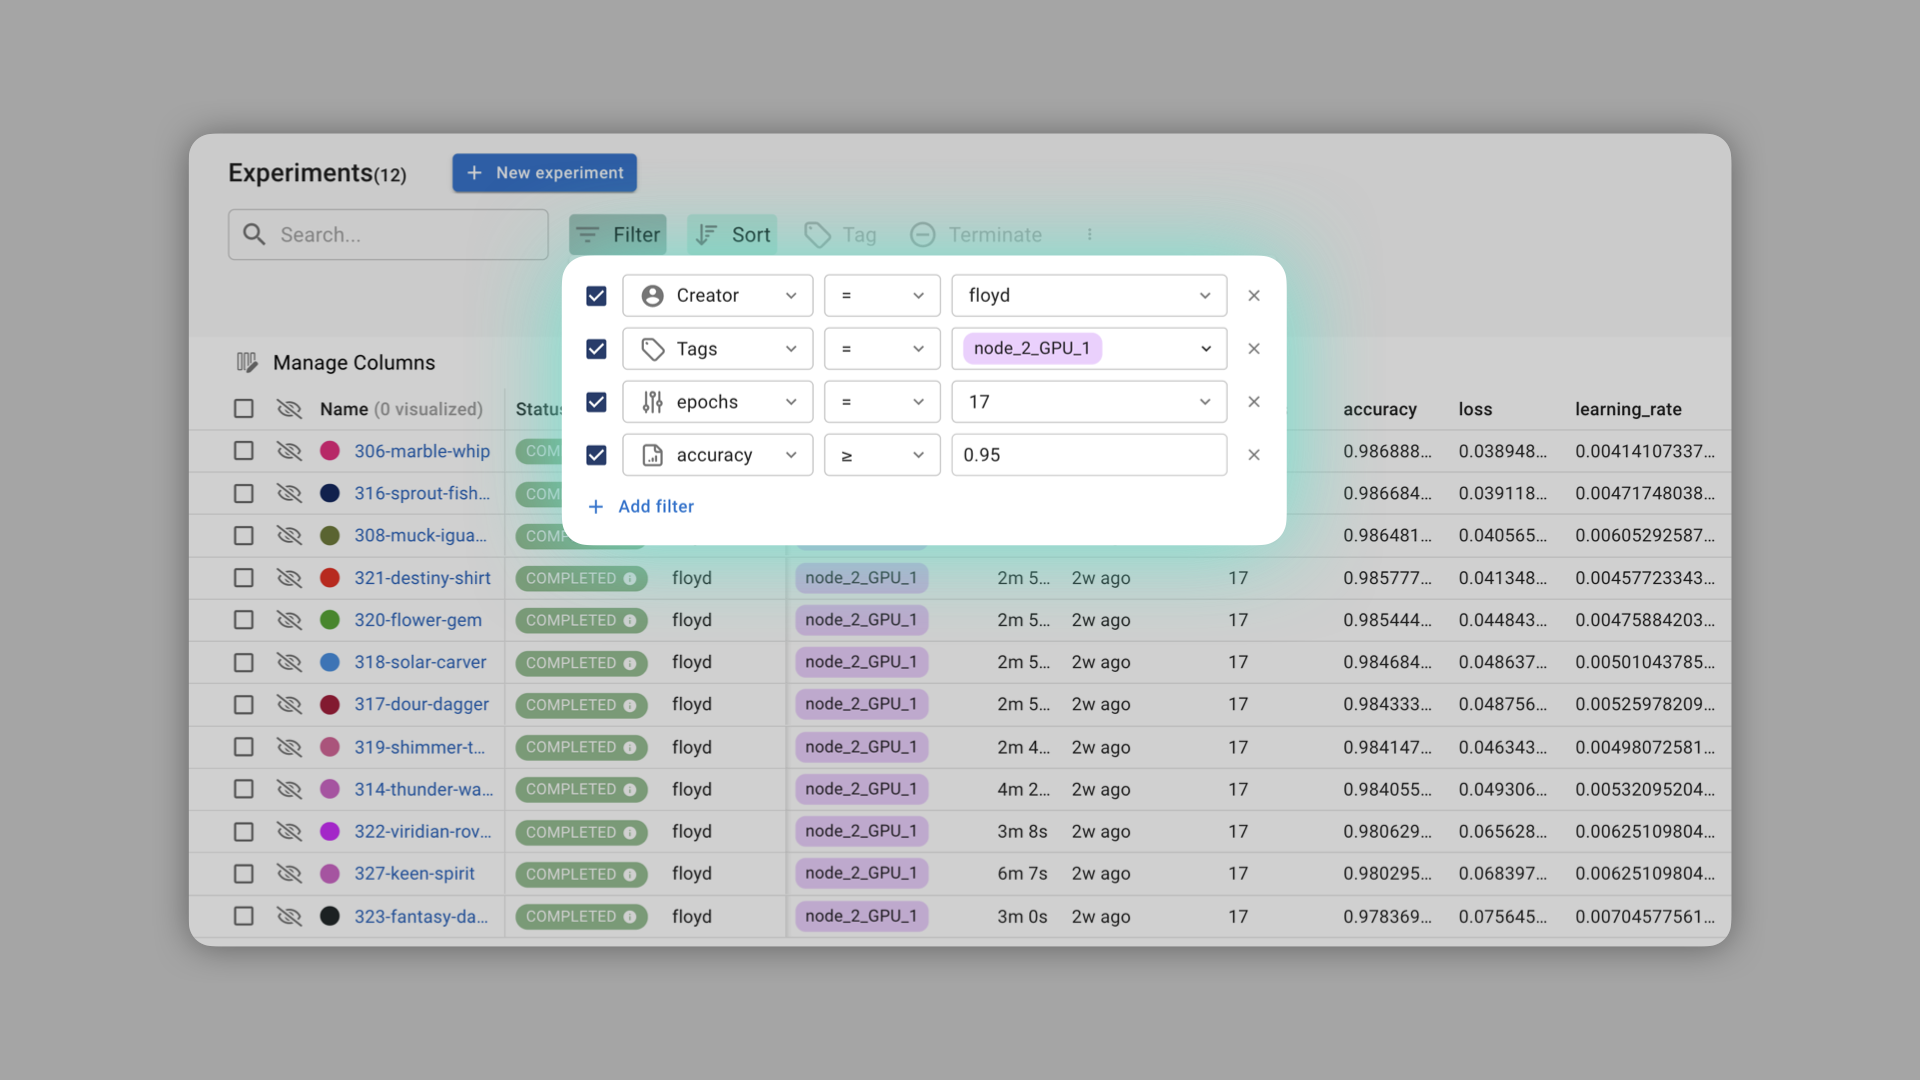 Experiments(12)
+ New experiment
Search...
Filter
Sort
Tag
Terminate
Creator = floyd
Tags = node_2_GPU_1
epochs = 17
accuracy ≥ 0.95
+ Add filter
Manage Columns
Name (0 visualized) Statu accuracy loss learning_rate
306-marble-whip COM 0.986888... 0.038948... 0.00414107337...
316-sprout-fish... COM 0.986684... 0.039118... 0.00471748038...
308-muck-igua... COMP 0.986481... 0.040565... 0.00605292587...
321-destiny-shirt COMPLETED floyd node_2_GPU_1 2m 5... 2w ago 17 0.985777... 0.041348... 0.00457723343...
320-flower-gem COMPLETED floyd node_2_GPU_1 2m 5... 2w ago 17 0.985444... 0.044843... 0.00475884203...
318-solar-carver COMPLETED floyd node_2_GPU_1 2m 5... 2w ago 17 0.984684... 0.048637... 0.00501043785...
317-dour-dagger COMPLETED floyd node_2_GPU_1 2m 5... 2w ago 17 0.984333... 0.048756... 0.00525978209...
319-shimmer-t... COMPLETED floyd node_2_GPU_1 2m 4... 2w ago 17 0.984147... 0.046343... 0.00498072581...
314-thunder-wa... COMPLETED floyd node_2_GPU_1 4m 2... 2w ago 17 0.984055... 0.049306... 0.00532095204...
322-viridian-rov... COMPLETED floyd node_2_GPU_1 3m 8s 2w ago 17 0.980629... 0.065628... 0.00625109804...
327-keen-spirit COMPLETED floyd node_2_GPU_1 6m 7s 2w ago 17 0.980295... 0.068397... 0.00625109804...
323-fantasy-da... COMPLETED floyd node_2_GPU_1 3m 0s 2w ago 17 0.978369... 0.075645... 0.00704577561...